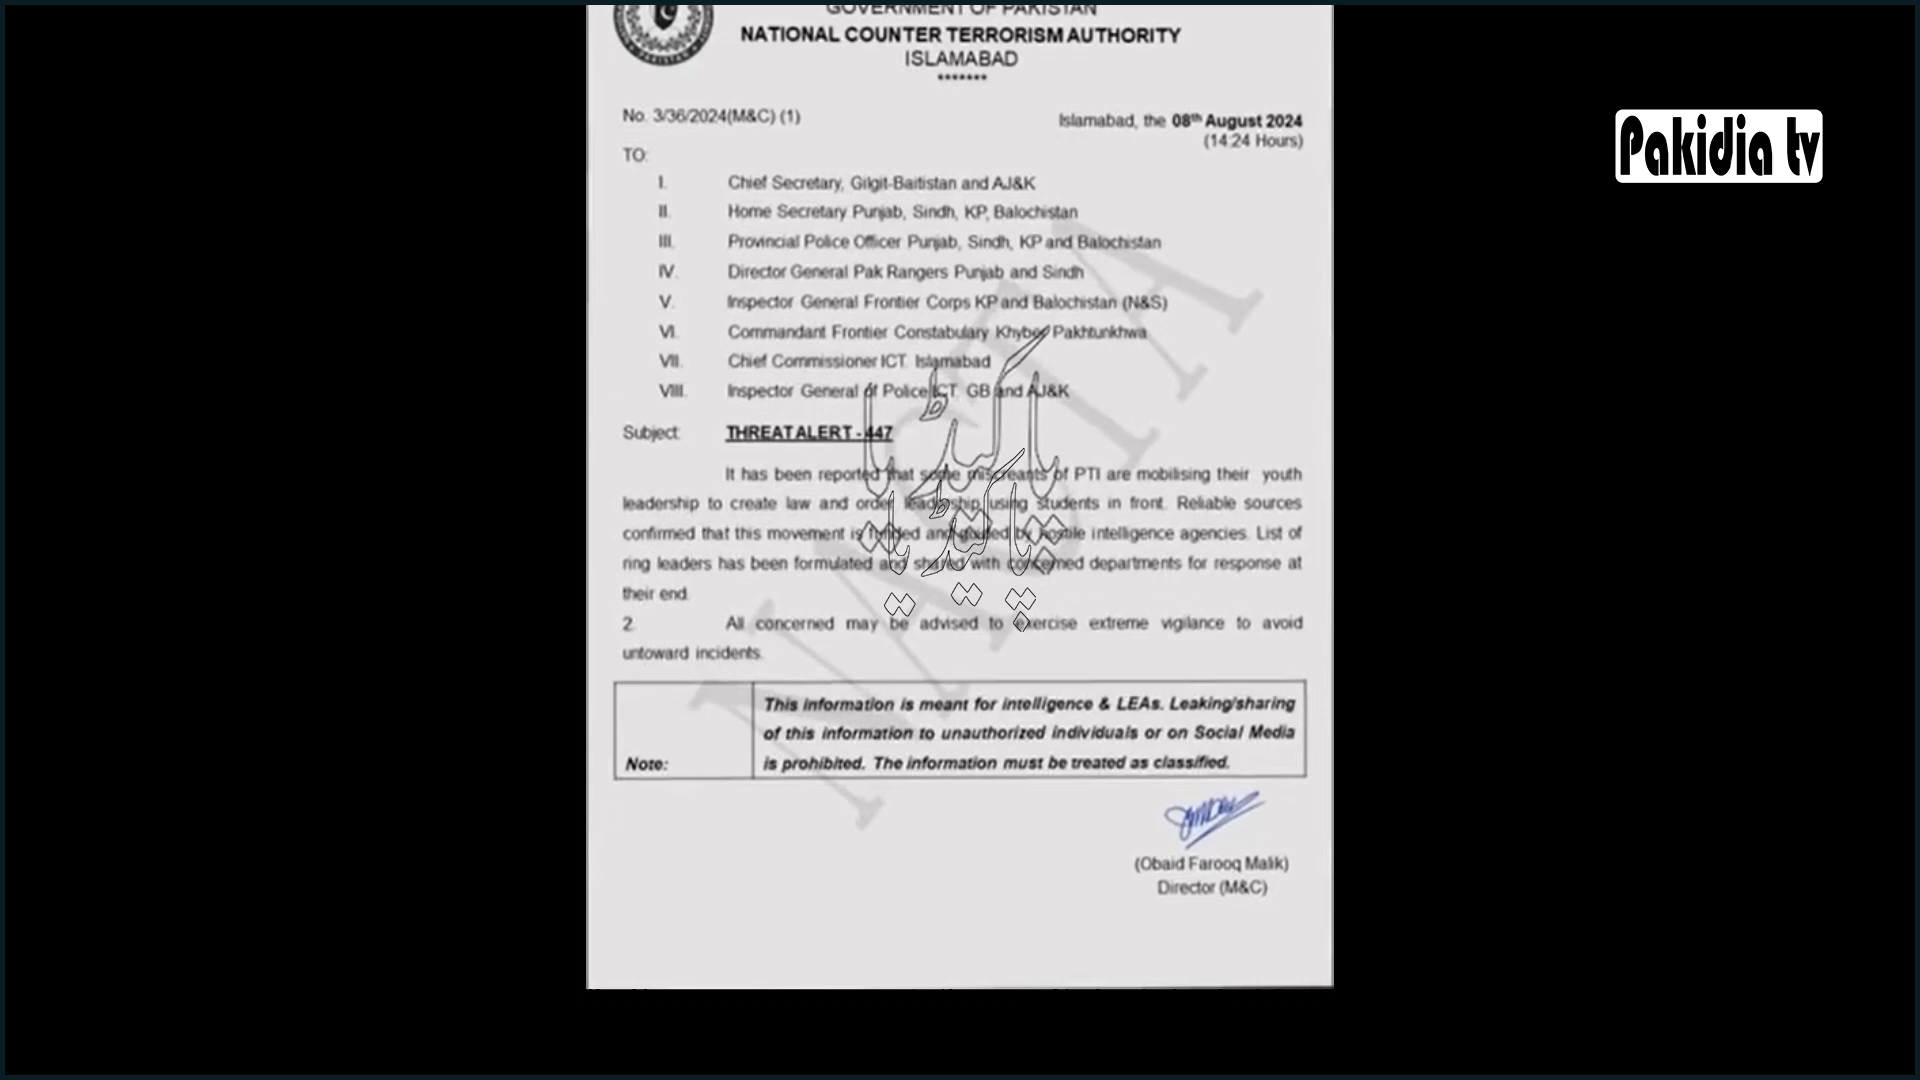 GOVERNMENT OF PAKISTAN
NATIONAL COUNTER TERRORISM AUTHORITY
ISLAMABAD
*******
No. 3/36/2024(M&C) (1)
Islamabad, the 08th August 2024
(14:24 Hours)
Pakidia tv
TO:
I. Chief Secretary, Gilgit-Baitistan and AJ&K
II. Home Secretary Punjab, Sindh, KP, Balochistan
III. Provincial Police Officer Punjab, Sindh, KP and Balochistan
IV. Director General Pak Rangers Punjab and Sindh
V. Inspector General Frontier Corps KP and Balochistan (N&S)
VI. Commandant Frontier Constabulary Khyber Pakhtunkhwa
VII. Chief Commissioner ICT. Islamabad
VIII. Inspector General of Police ICT. GB and AJ&K
Subject: THREAT ALERT - 447
It has been reported that some miscreants of PTI are mobilising their youth
leadership to create law and order leadership using students in front. Reliable sources
confirmed that this movement is funded and guided by hostile intelligence agencies. List of
ring leaders has been formulated and shared with concerned departments for response at
their end.
2. All concerned may be advised to exercise extreme vigilance to avoid
untoward incidents.
This information is meant for intelligence & LEAs. Leaking/sharing
of this information to unauthorized individuals or on Social Media
Note: is prohibited. The information must be treated as classified.
(Obaid Farooq Malik)
Director (M&C)
NACTA
PAKISTAN
پاکیڈیا
پاکیڈیا